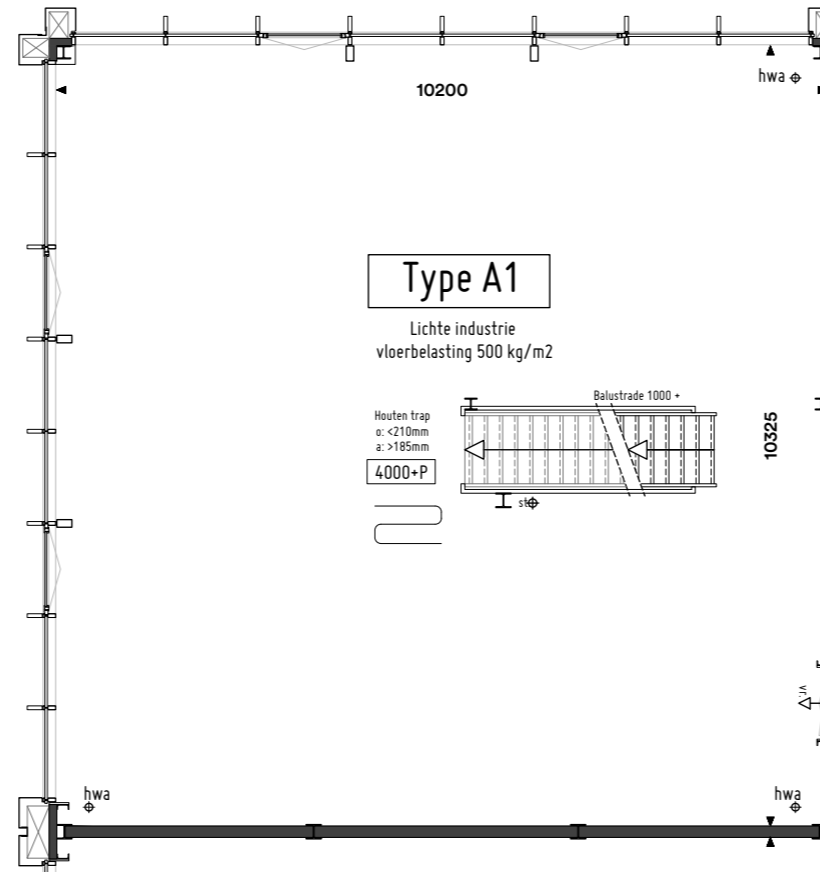 10200
hwa
Type A1
Lichte industrie
vloerbelasting 500 kg/m2
Balustrade 1000 +
Houten trap
o: <210mm
a: >185mm
4000+P
10325
vr.
hwa
hwa